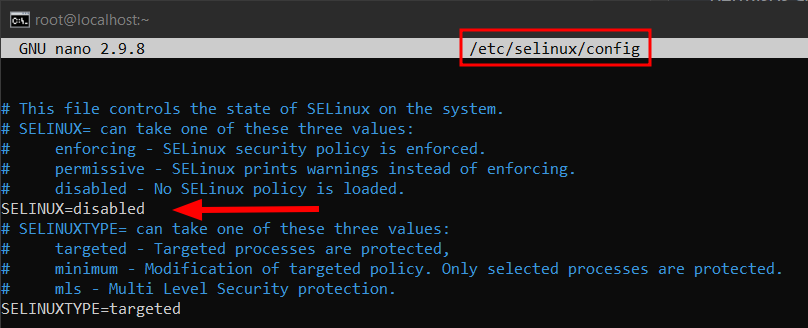 root@localhost:~
GNU nano 2.9.8 /etc/selinux/config
# This file controls the state of SELinux on the system.
# SELINUX= can take one of these three values:
#     enforcing - SELinux security policy is enforced.
#     permissive - SELinux prints warnings instead of enforcing.
#     disabled - No SELinux policy is loaded.
SELINUX=disabled
# SELINUXTYPE= can take one of these three values:
#     targeted - Targeted processes are protected,
#     minimum - Modification of targeted policy. Only selected processes are protected.
#     mls - Multi Level Security protection.
SELINUXTYPE=targeted